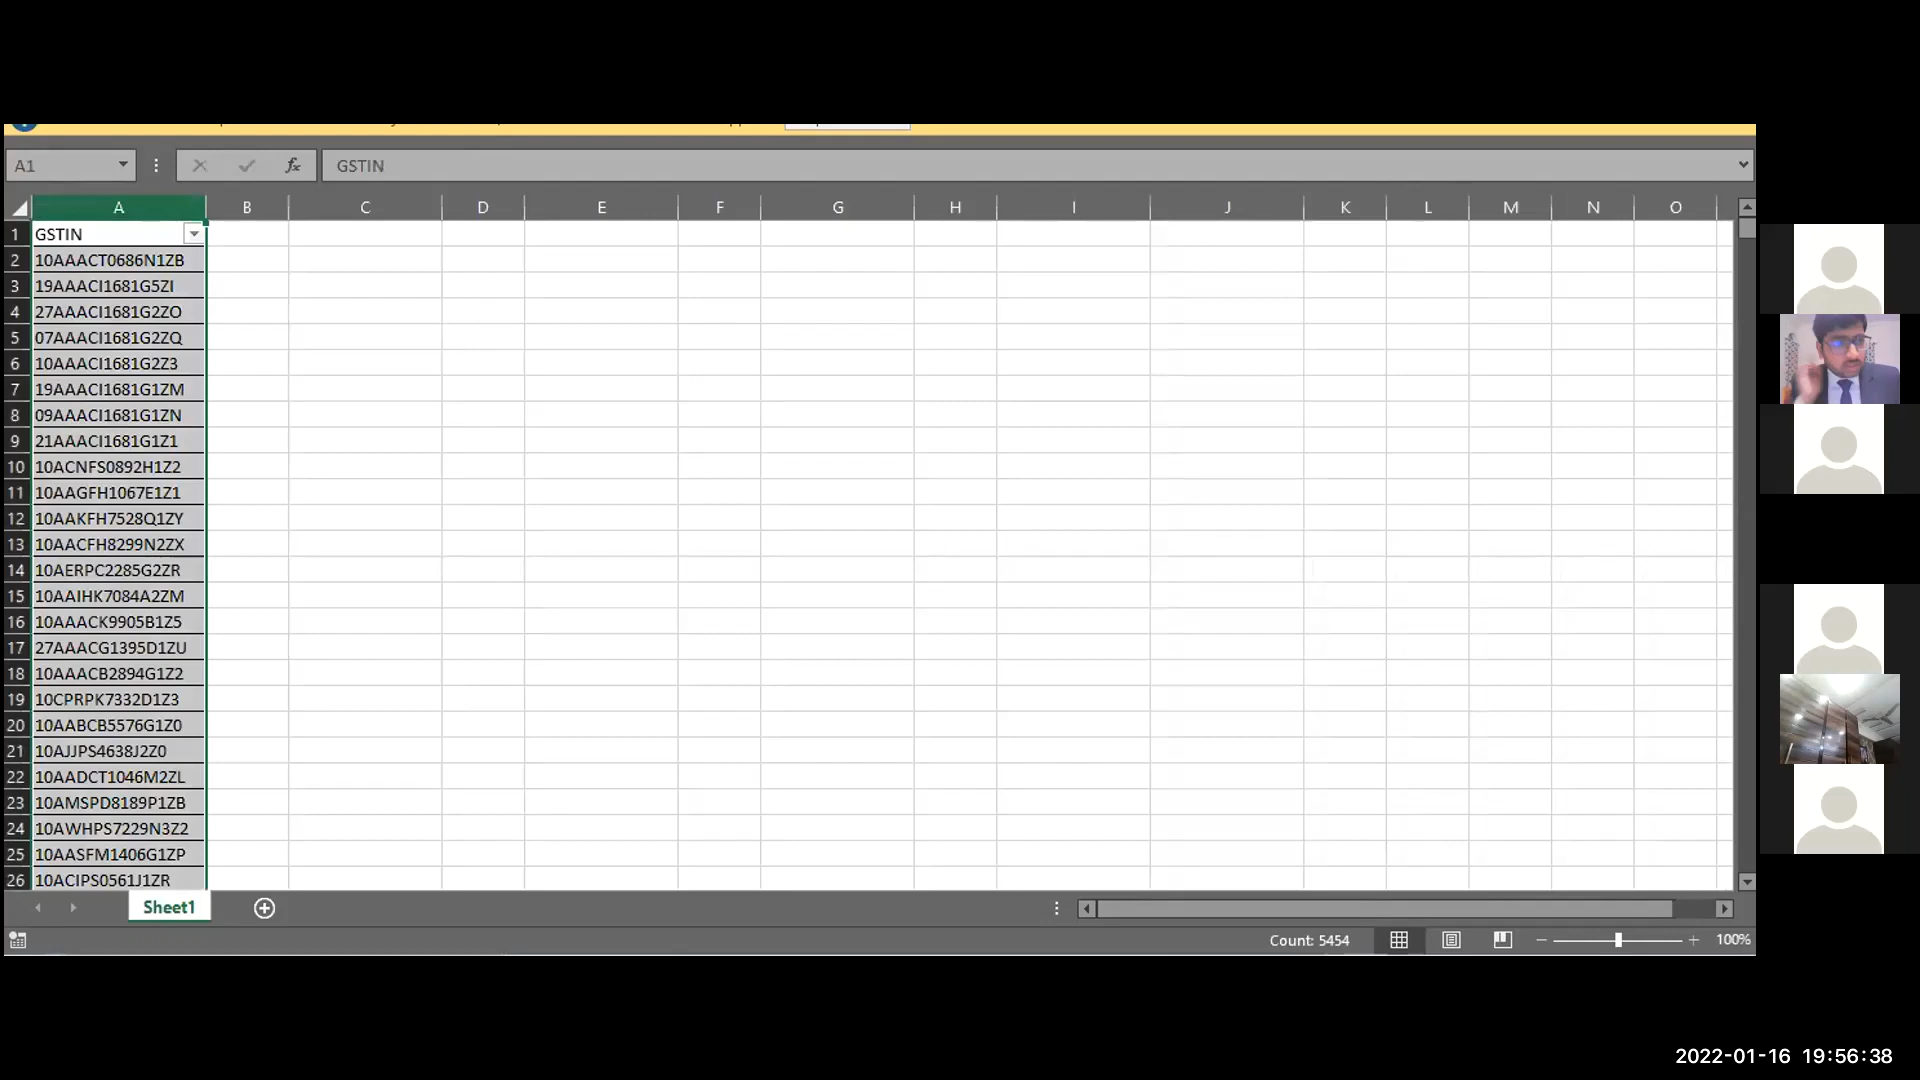 A1 fx GSTIN
A B C D E F G H I J K L M N O
1 GSTIN
2 10AAACT0686N1ZB
3 19AAACI1681G5ZI
4 27AAACI1681G2ZO
5 07AAACI1681G2ZQ
6 10AAACI1681G2Z3
7 19AAACI1681G1ZM
8 09AAACI1681G1ZN
9 21AAACI1681G1Z1
10 10ACNFS0892H1Z2
11 10AAGFH1067E1Z1
12 10AAKFH7528Q1ZY
13 10AACFH8299N2ZX
14 10AERPC2285G2ZR
15 10AAIHK7084A2ZM
16 10AAACK9905B1Z5
17 27AAACG1395D1ZU
18 10AAACB2894G1Z2
19 10CPRPK7332D1Z3
20 10AABCB5576G1Z0
21 10AJJPS4638J2Z0
22 10AADCT1046M2ZL
23 10AMSPD8189P1ZB
24 10AWHPS7229N3Z2
25 10AASFM1406G1ZP
26 10ACIPS0561J1ZR
Sheet1
Count: 5454 100%
2022-01-16 19:56:38